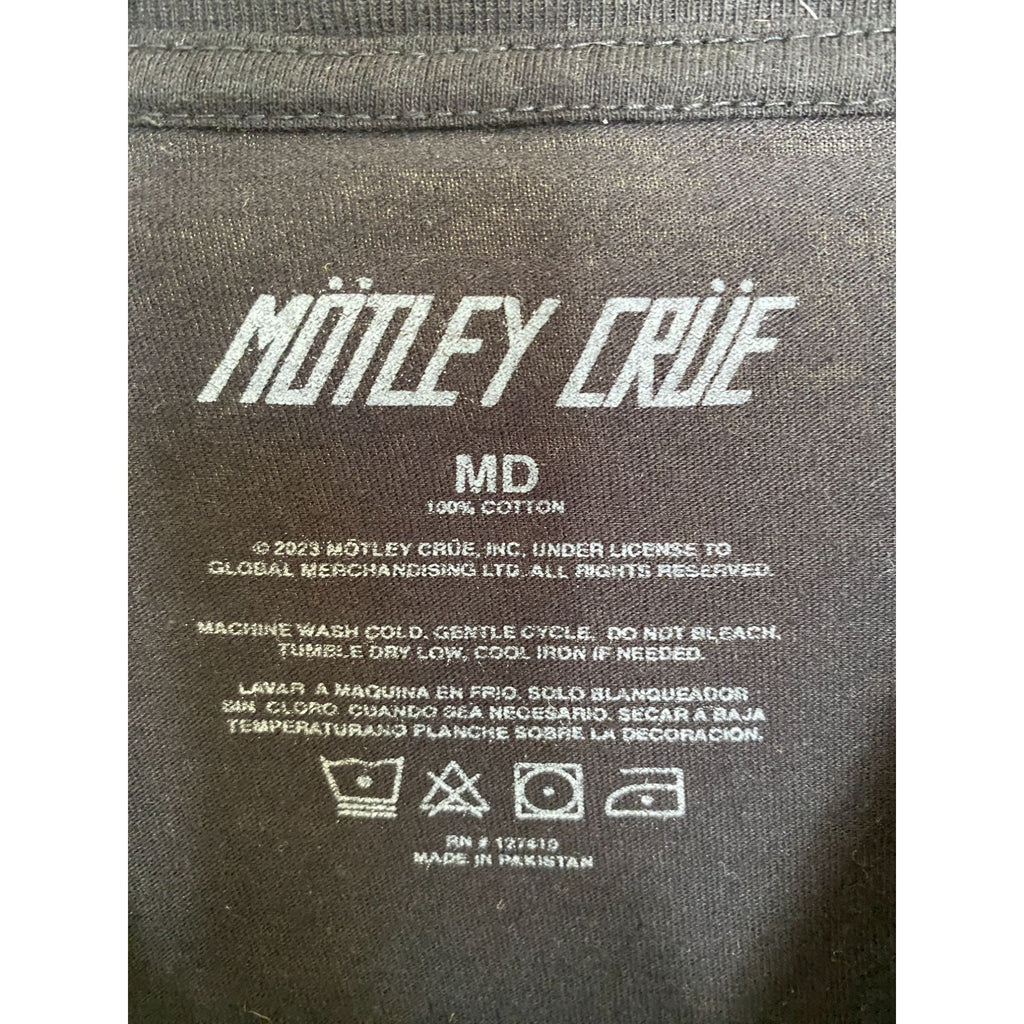 MÖTLEY CRÜE
MD
100% COTTON
© 2023 MÖTLEY CRÜE, INC. UNDER LICENSE TO
GLOBAL MERCHANDISING LTD. ALL RIGHTS RESERVED.
MACHINE WASH COLD. GENTLE CYCLE. DO NOT BLEACH.
TUMBLE DRY LOW, COOL IRON IF NEEDED.
LAVAR A MAQUINA EN FRIO. SOLO BLANQUEADOR
SIN CLORO. CUANDO SEA NECESARIO. SECAR A BAJA
TEMPERATURANO PLANCHE SOBRE LA DECORACIÓN.
RN #
MADE IN PAKISTAN